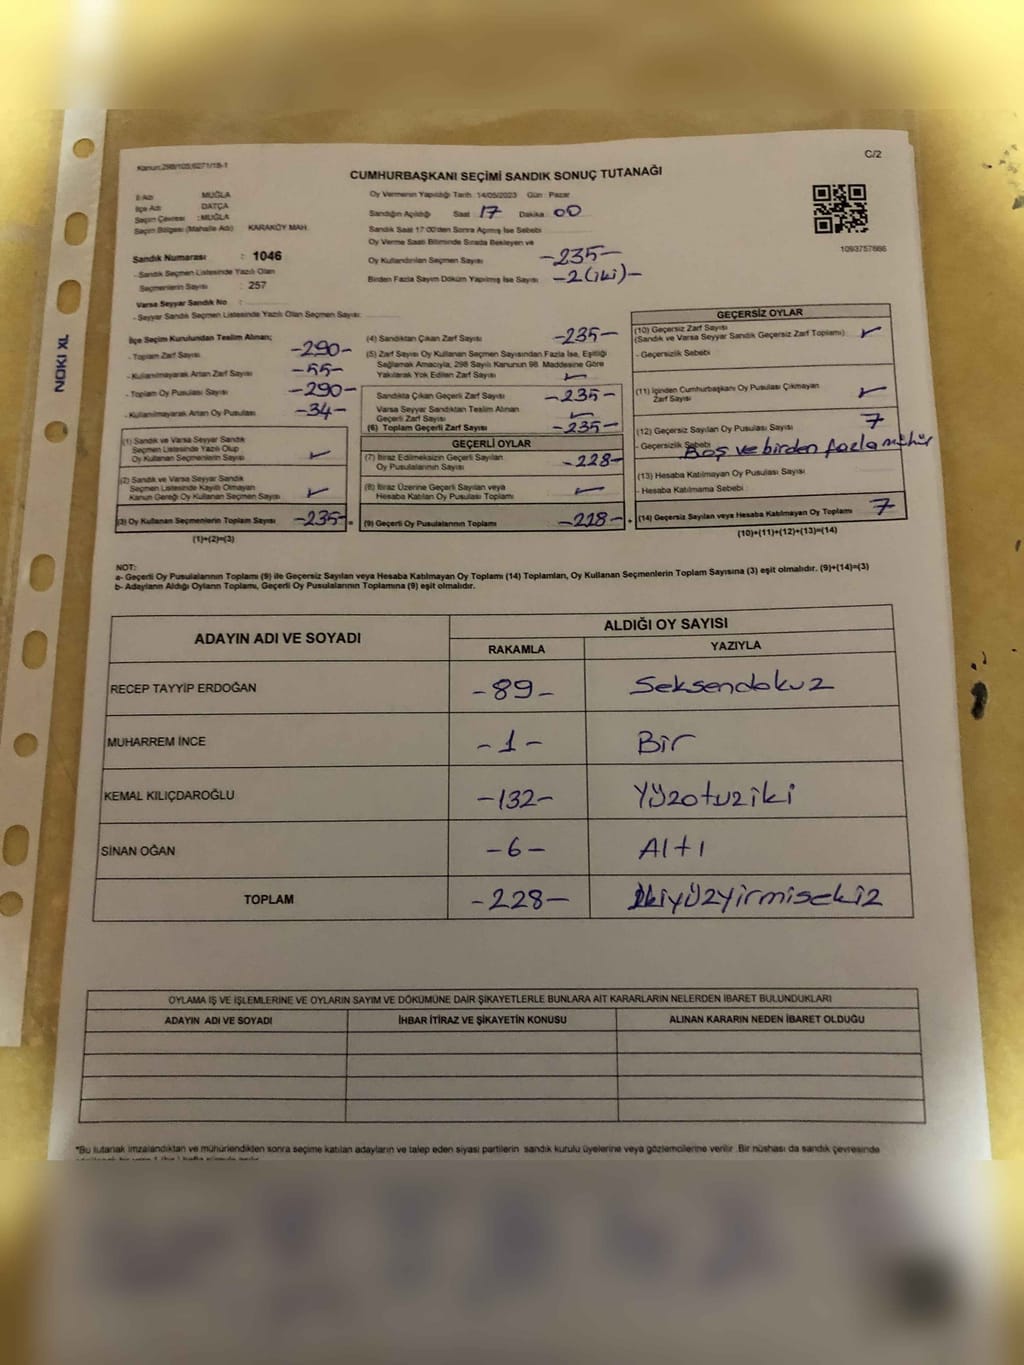 Kanun:298/105;6271/18-1
C/2
CUMHURBAŞKANI SEÇİMİ SANDIK SONUÇ TUTANAĞI
İl Adı : MUĞLA
İlçe Adı : DATÇA
Seçim Çevresi : MUĞLA
Seçim Bölgesi (Mahalle Adı) : KARAKÖY MAH.
Sandık Numarası : 1046
- Sandık Seçmen Listesinde Yazılı Olan
Seçmenlerin Sayısı : 257
Varsa Seyyar Sandık No :
- Seyyar Sandık Seçmen Listesinde Yazılı Olan Seçmen Sayısı:
Oy Vermenin Yapıldığı Tarih : 14/05/2023 Gün : Pazar
Sandığın Açıldığı Saat : 17 Dakika : 00
Sandık Saat 17:00'den Sonra Açılmış İse Sebebi :
Oy Verme Saati Bitiminde Sırada Bekleyen ve
Oy Kullandırılan Seçmen Sayısı -235-
Birden Fazla Sayım Döküm Yapılmış İse Sayısı -2 (iki)-
1093757666
NOKI XL
İlçe Seçim Kurulundan Teslim Alınan;
- Toplam Zarf Sayısı -290-
- Kullanılmayarak Artan Zarf Sayısı -55-
- Toplam Oy Pusulası Sayısı -290-
- Kullanılmayarak Artan Oy Pusulası -34-
(1) Sandık ve Varsa Seyyar Sandık
Seçmen Listesinde Yazılı Olup
Oy Kullanan Seçmenlerin Sayısı
(2) Sandık ve Varsa Seyyar Sandık
Seçmen Listesinde Kayıtlı Olmayan
Kanun Gereği Oy Kullanan Seçmen Sayısı
(3) Oy Kullanan Seçmenlerin Toplam Sayısı -235- =
(1)+(2)=(3)
(4) Sandıktan Çıkan Zarf Sayısı -235-
(5) Zarf Sayısı Oy Kullanan Seçmen Sayısından Fazla İse, Eşitliği
Sağlamak Amacıyla, 298 Sayılı Kanunun 98. Maddesine Göre
Yakılarak Yok Edilen Zarf Sayısı
Sandıkta Çıkan Geçerli Zarf Sayısı -235-
Varsa Seyyar Sandıktan Teslim Alınan
Geçerli Zarf Sayısı
(6) Toplam Geçerli Zarf Sayısı -235-
GEÇERLİ OYLAR
(7) İtiraz Edilmeksizin Geçerli Sayılan
Oy Pusulalarının Sayısı -228-
(8) İtiraz Üzerine Geçerli Sayılan veya
Hesaba Katılan Oy Pusulası Toplamı
(9) Geçerli Oy Pusulalarının Toplamı -228- +
GEÇERSİZ OYLAR
(10) Geçersiz Zarf Sayısı
(Sandık ve Varsa Seyyar Sandık Geçersiz Zarf Toplamı)
- Geçersizlik Sebebi
(11) İçinden Cumhurbaşkanı Oy Pusulası Çıkmayan
Zarf Sayısı
(12) Geçersiz Sayılan Oy Pusulası Sayısı 7
- Geçersizlik Sebebi Boş ve birden fazla mühür
(13) Hesaba Katılmayan Oy Pusulası Sayısı
- Hesaba Katılmama Sebebi :
(14) Geçersiz Sayılan veya Hesaba Katılmayan Oy Toplamı 7
(10)+(11)+(12)+(13)=(14)
NOT:
a- Geçerli Oy Pusulalarının Toplamı (9) ile Geçersiz Sayılan veya Hesaba Katılmayan Oy Toplamı (14) Toplamları, Oy Kullanan Seçmenlerin Toplam Sayısına (3) eşit olmalıdır. (9)+(14)=(3)
b- Adayların Aldığı Oyların Toplamı, Geçerli Oy Pusulalarının Toplamına (9) eşit olmalıdır.
ADAYIN ADI VE SOYADI ALDIĞI OY SAYISI
RAKAMLA YAZIYLA
RECEP TAYYİP ERDOĞAN -89- Seksendokuz
MUHARREM İNCE -1- Bir
KEMAL KILIÇDAROĞLU -132- Yüzotuziki
SİNAN OĞAN -6- Altı
TOPLAM -228- İkiyüzyirmisekiz
OYLAMA İŞ VE İŞLEMLERİNE VE OYLARIN SAYIM VE DÖKÜMÜNE DAİR ŞİKAYETLERLE BUNLARA AİT KARARLARIN NELERDEN İBARET BULUNDUKLARI
ADAYIN ADI VE SOYADI İHBAR İTİRAZ VE ŞİKAYETİN KONUSU ALINAN KARARIN NEDEN İBARET OLDUĞU
*Bu tutanak imzalandıktan ve mühürlendikten sonra seçime katılan adayların ve talep eden siyasi partilerin sandık kurulu üyelerine veya gözlemcilerine verilir. Bir nüshası da sandık çevresinde